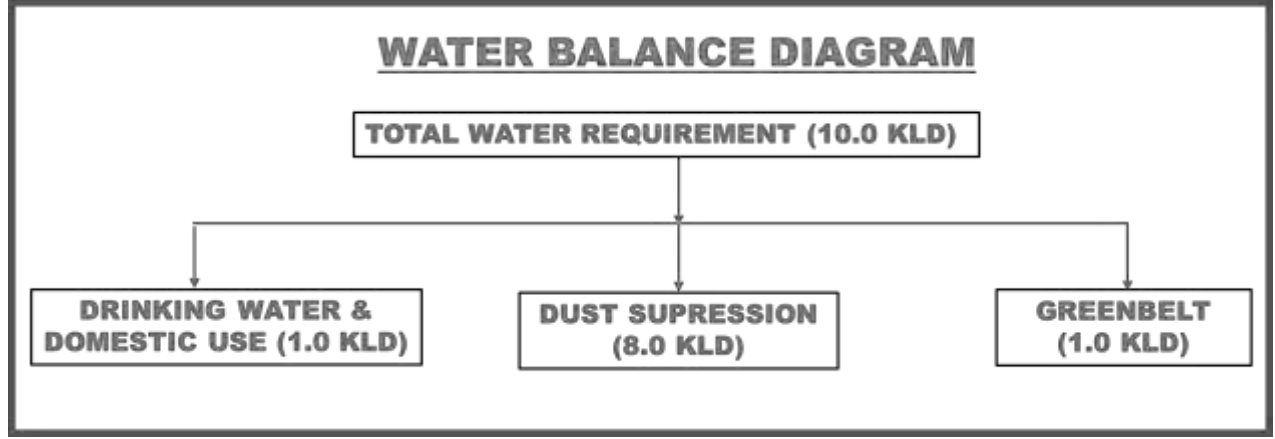 WATER BALANCE DIAGRAM
TOTAL WATER REQUIREMENT (10.0 KLD)
DRINKING WATER &
DOMESTIC USE (1.0 KLD)
DUST SUPRESSION
(8.0 KLD)
GREENBELT
(1.0 KLD)